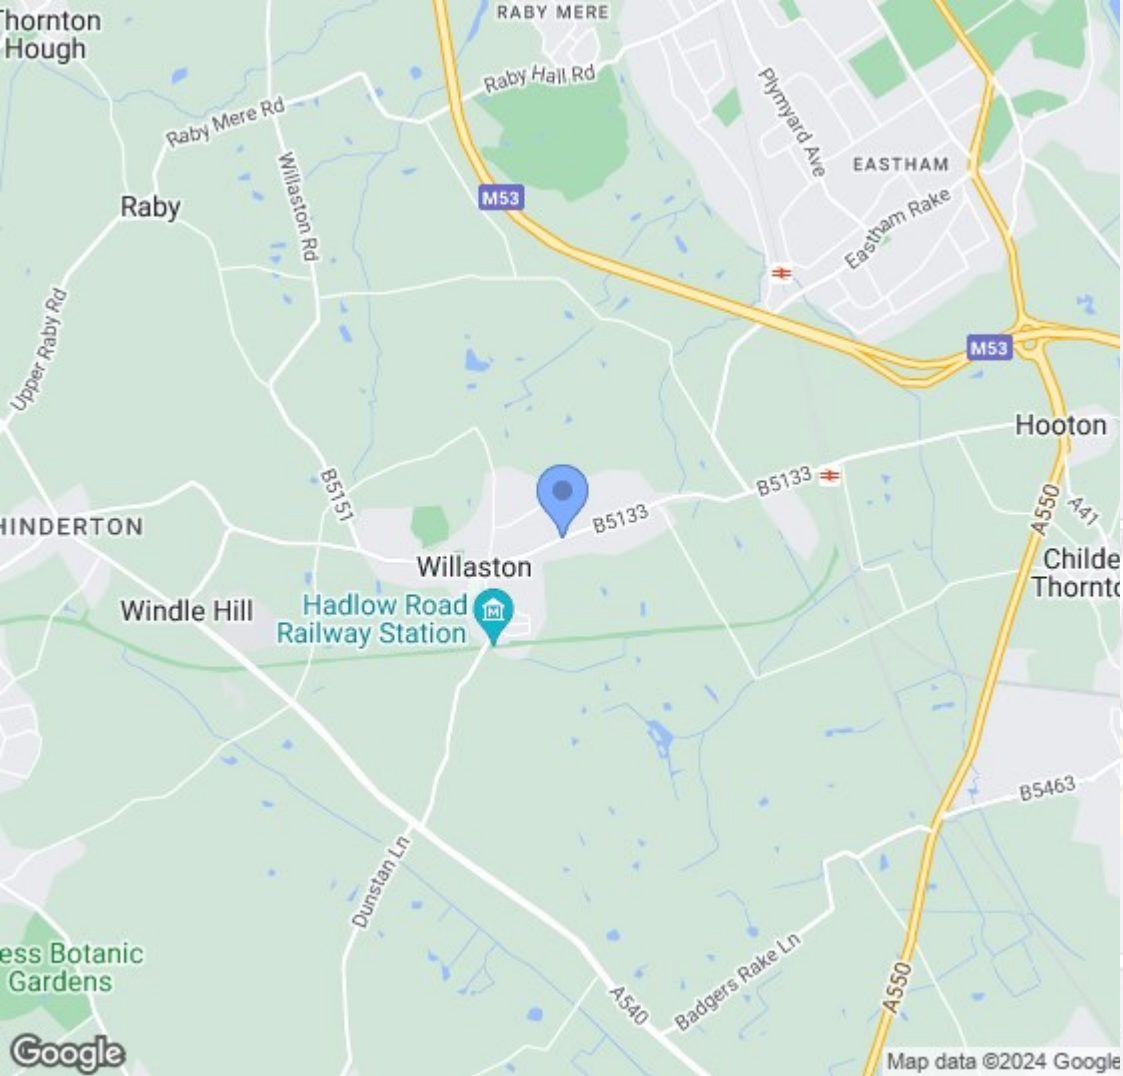 RABY MERE
Thornton
Hough
Raby Hall Rd
Plymyard Ave
Raby Mere Rd
Willaston Rd
EASTHAM
M53
Raby
Eastham Rake
Upper Raby Rd
M53
Hooton
B5151
B5133
B5133
A550
A41
HINDERTON
Willaston
Childe
Thornto
Windle Hill
Hadlow Road
Railway Station
B5463
Dunstan Ln
ess Botanic
Gardens
Badgers Rake Ln
A540
A550
Google
Map data ©2024 Google